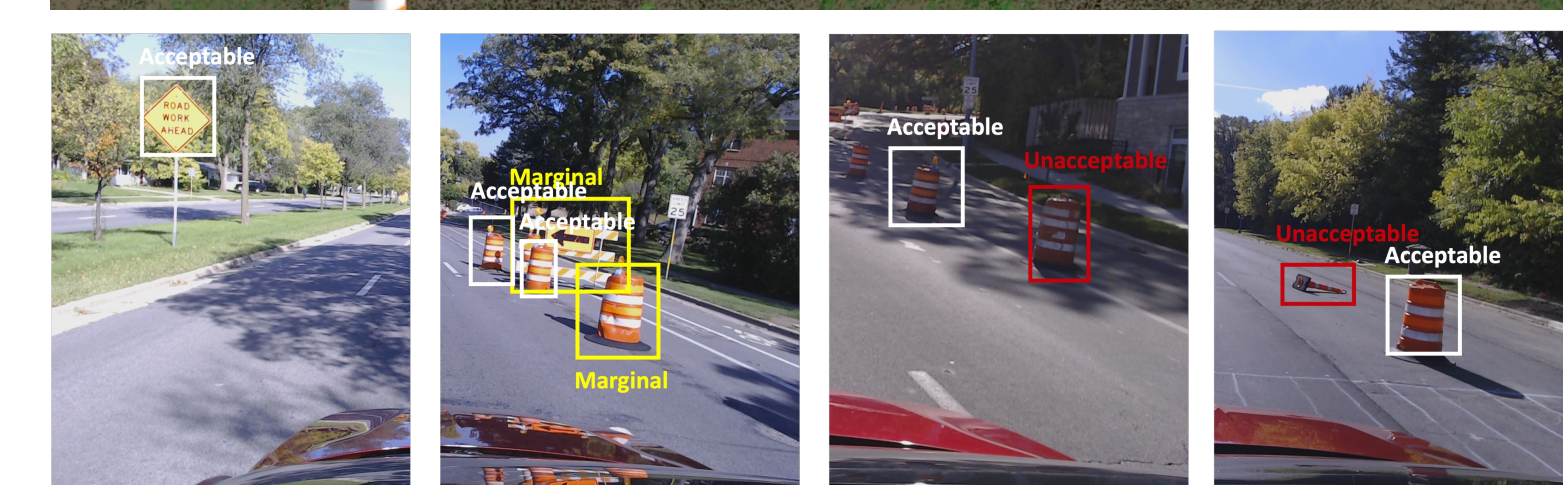 Acceptable
ROAD
WORK
AHEAD
Marginal
Acceptable
Acceptable
25
Marginal
25
Acceptable
Unacceptable
Unacceptable
Acceptable